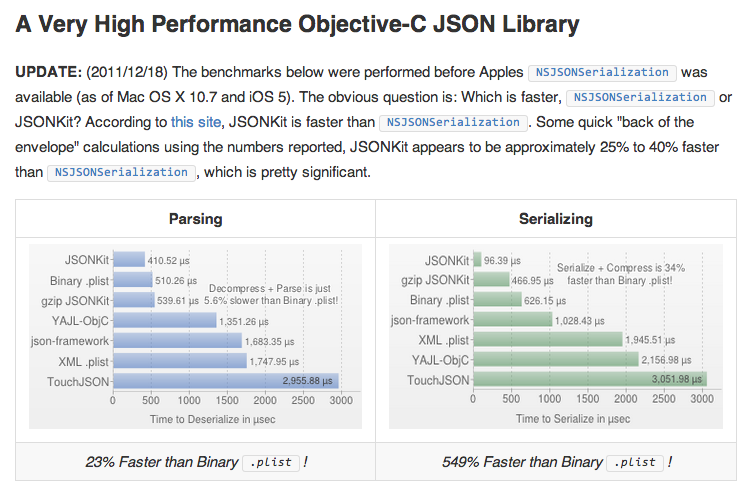 A Very High Performance Objective-C JSON Library
UPDATE: (2011/12/18) The benchmarks below were performed before Apples NSJSONSerialization was
available (as of Mac OS X 10.7 and iOS 5). The obvious question is: Which is faster, NSJSONSerialization or
JSONKit? According to this site, JSONKit is faster than NSJSONSerialization. Some quick "back of the
envelope" calculations using the numbers reported, JSONKit appears to be approximately 25% to 40% faster
than NSJSONSerialization, which is pretty significant.
Parsing
JSONKit 410.52 µs
Binary .plist 510.26 µs
gzip JSONKit 539.61 µs
Decompress + Parse is just
5.6% slower than Binary .plist!
YAJL-ObjC 1,351.26 µs
json-framework 1,683.35 µs
XML .plist 1,747.95 µs
TouchJSON 2,955.88 µs
0 500 1000 1500 2000 2500 3000
Time to Deserialize in µsec
23% Faster than Binary .plist !
Serializing
JSONKit 96.39 µs
gzip JSONKit 466.95 µs
Serialize + Compress is 34%
faster than Binary .plist!
Binary .plist 626.15 µs
json-framework 1,028.43 µs
XML .plist 1,945.51 µs
YAJL-ObjC 2,156.98 µs
TouchJSON 3,051.98 µs
0 500 1000 1500 2000 2500 3000
Time to Serialize in µsec
549% Faster than Binary .plist !